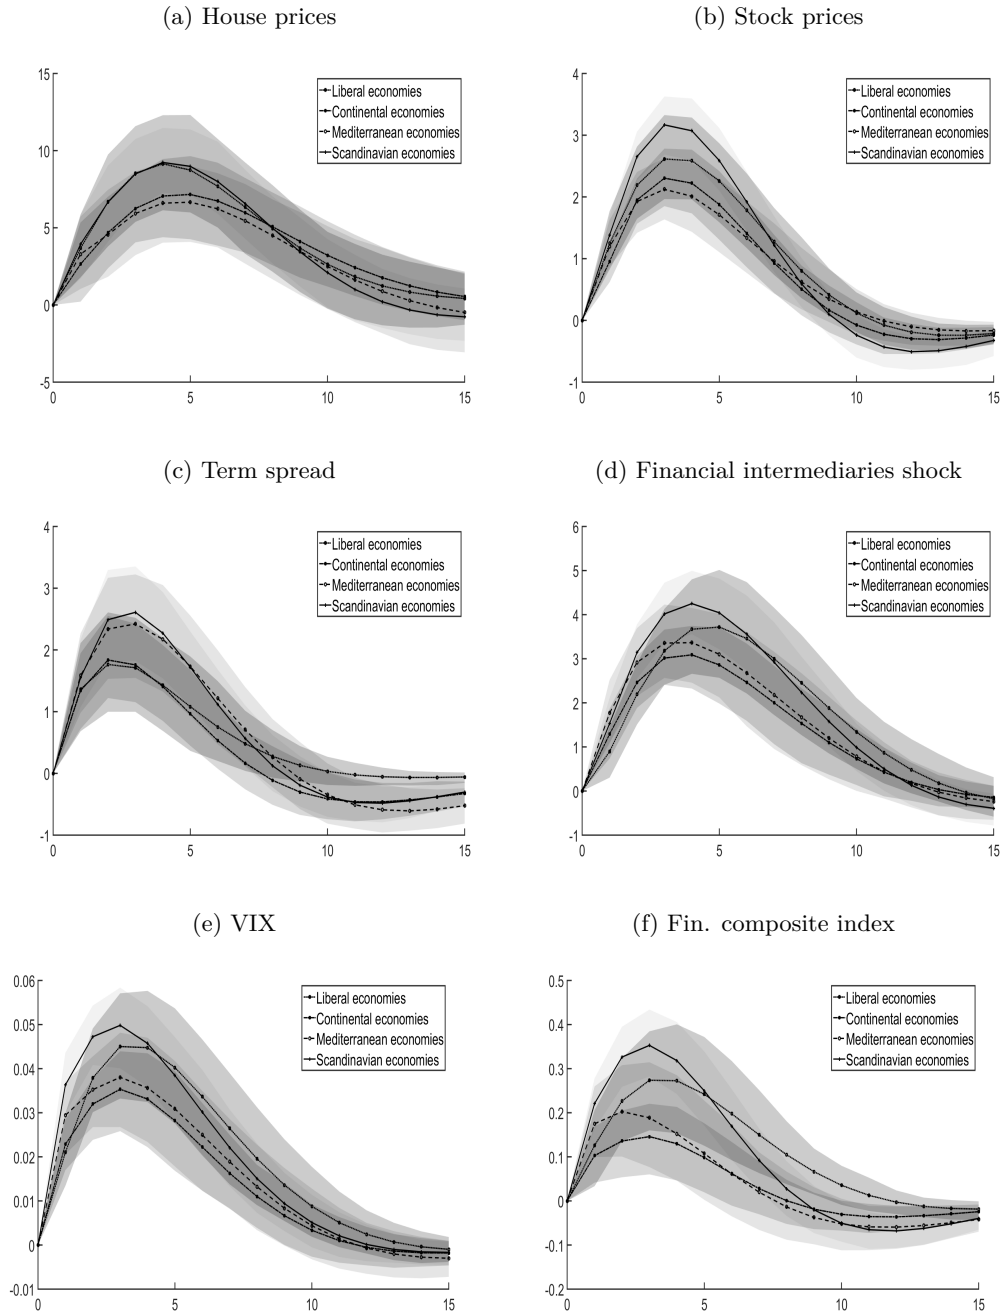 (a) House prices
(b) Stock prices
15
10
5
0
-5
0
5
10
15
Liberal economies
Continental economies
Mediterranean economies
Scandinavian economies
4
3
2
1
0
-1
0
5
10
15
Liberal economies
Continental economies
Mediterranean economies
Scandinavian economies
(c) Term spread
(d) Financial intermediaries shock
4
3
2
1
0
-1
0
5
10
15
Liberal economies
Continental economies
Mediterranean economies
Scandinavian economies
6
5
4
3
2
1
0
-1
0
5
10
15
Liberal economies
Continental economies
Mediterranean economies
Scandinavian economies
(e) VIX
(f) Fin. composite index
0.06
0.05
0.04
0.03
0.02
0.01
0
-0.01
0
5
10
15
Liberal economies
Continental economies
Mediterranean economies
Scandinavian economies
0.5
0.4
0.3
0.2
0.1
0
-0.1
-0.2
0
5
10
15
Liberal economies
Continental economies
Mediterranean economies
Scandinavian economies